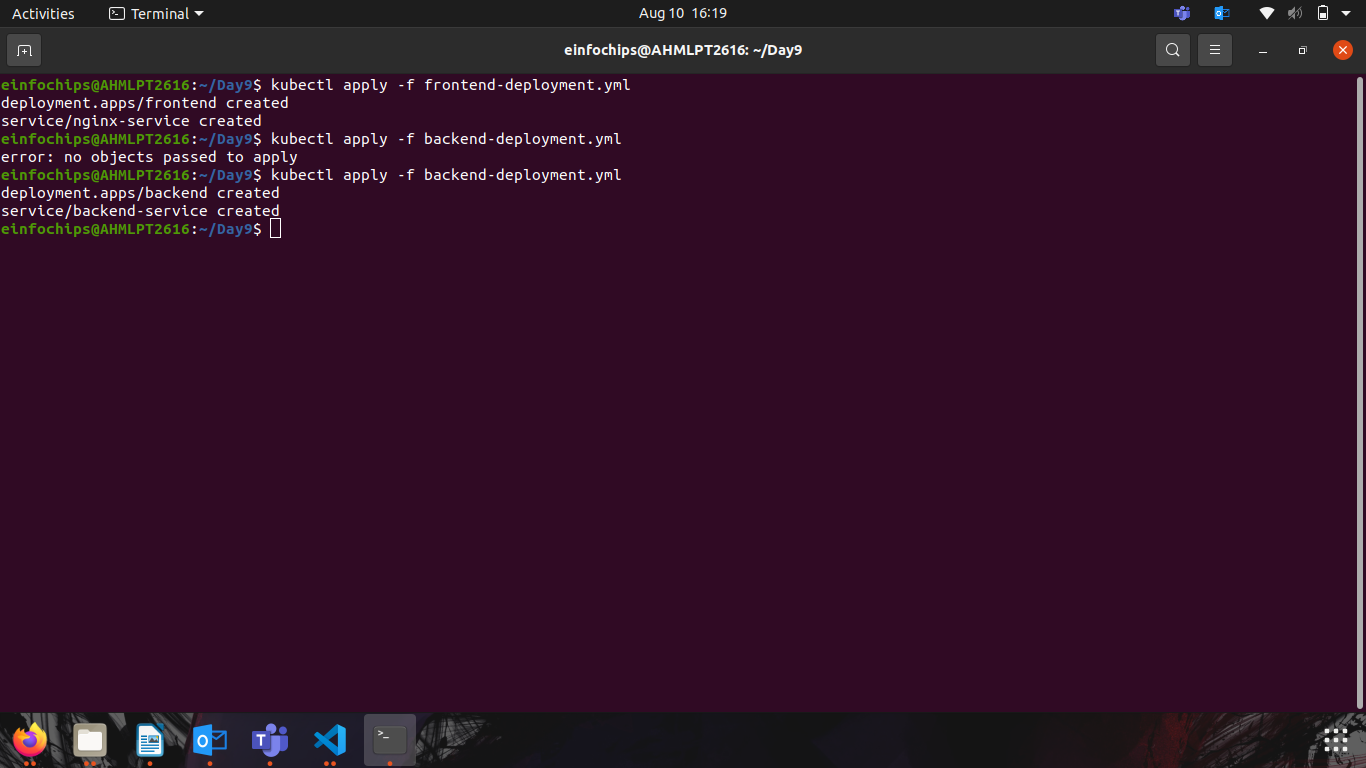 Activities Terminal Aug 10 16:19
einfochips@AHMLPT2616: ~/Day9
einfochips@AHMLPT2616:~/Day9$ kubectl apply -f frontend-deployment.yml
deployment.apps/frontend created
service/nginx-service created
einfochips@AHMLPT2616:~/Day9$ kubectl apply -f backend-deployment.yml
error: no objects passed to apply
einfochips@AHMLPT2616:~/Day9$ kubectl apply -f backend-deployment.yml
deployment.apps/backend created
service/backend-service created
einfochips@AHMLPT2616:~/Day9$